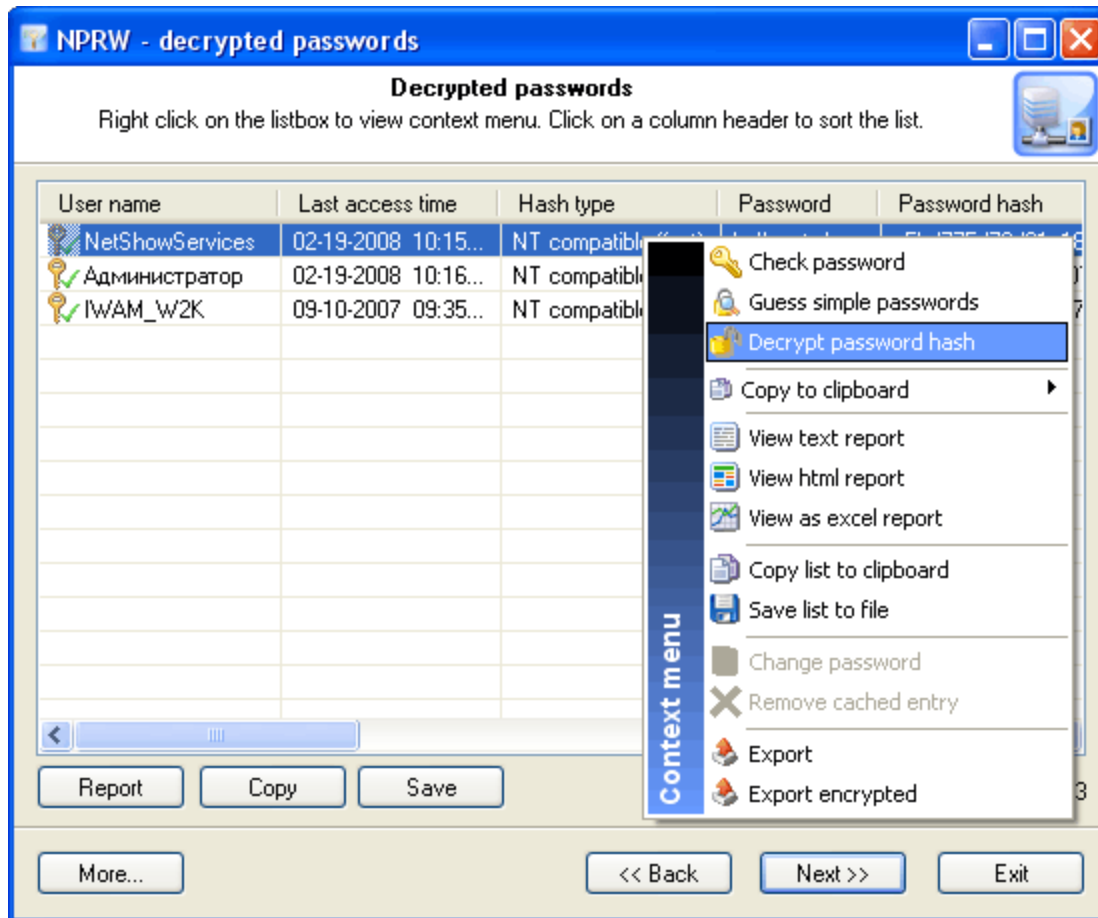 NPRW - decrypted passwords
Decrypted passwords
Right click on the listbox to view context menu. Click on a column header to sort the list.
User name Last access time Hash type Password Password hash
NetShowServices 02-19-2008 10:15... NT compatible
Администратор 02-19-2008 10:16... NT compatibl
IWAM_W2K 09-10-2007 09:35... NT compatibl
Check password
Guess simple passwords
Decrypt password hash
Copy to clipboard
View text report
View html report
View as excel report
Copy list to clipboard
Save list to file
Change password
Remove cached entry
Export
Export encrypted
Context menu
Report Copy Save 3
More... << Back Next >> Exit